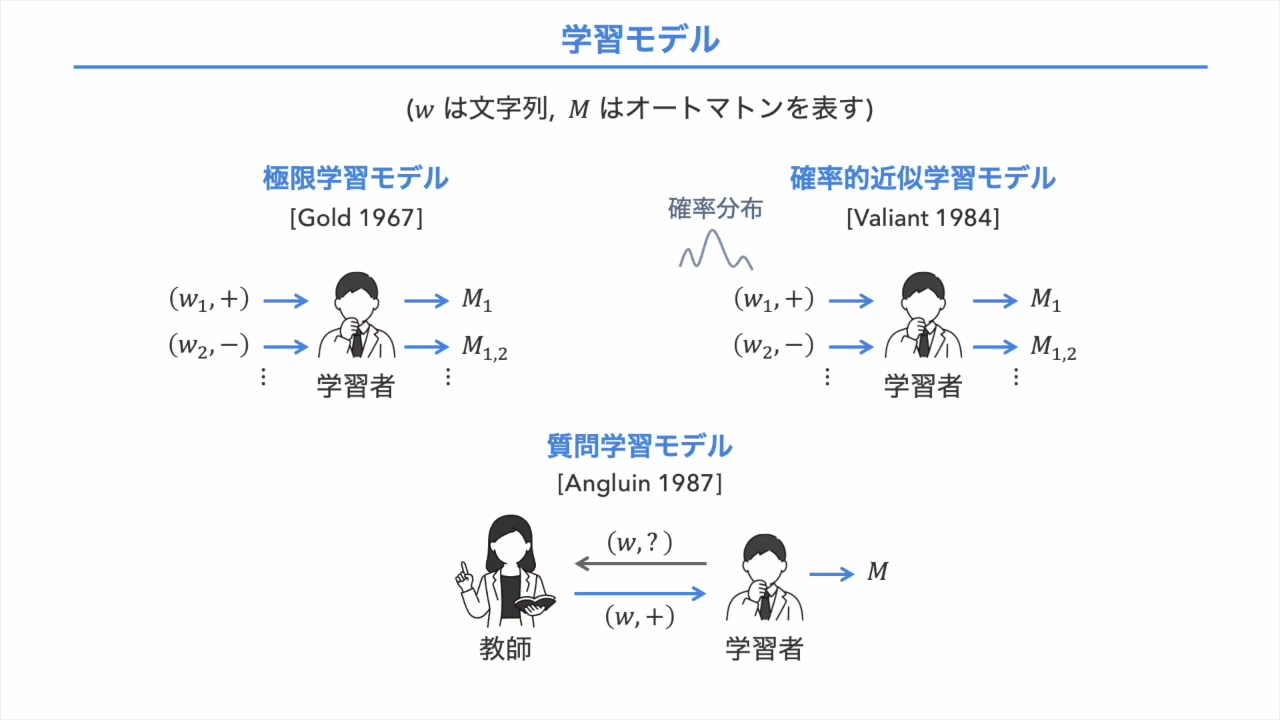 学習モデル
(w は文字列, M はオートマトンを表す)
極限学習モデル
[Gold 1967]
(w₁, +)
M₁
(w₂, −)
M₁,₂
⋮
⋮
学習者
確率的近似学習モデル
[Valiant 1984]
確率分布
(w₁, +)
M₁
(w₂, −)
M₁,₂
⋮
⋮
学習者
質問学習モデル
[Angluin 1987]
(w, ? )
(w, +)
M
教師
学習者